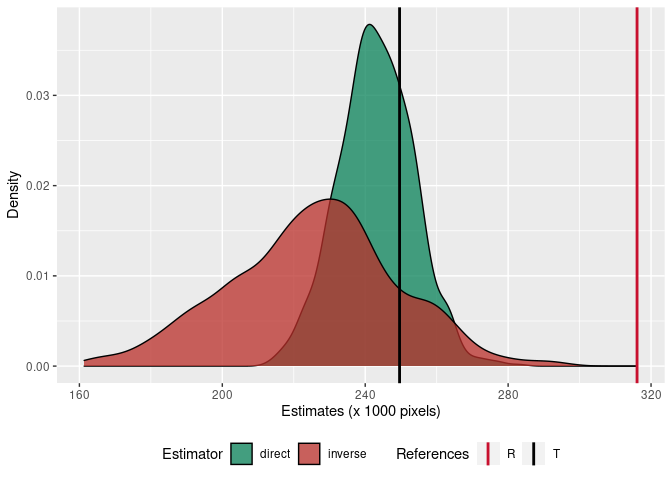 Density
0.03
0.02
0.01
0.00
160 200 240 280 320
Estimates (x 1000 pixels)
Estimator direct inverse References R T